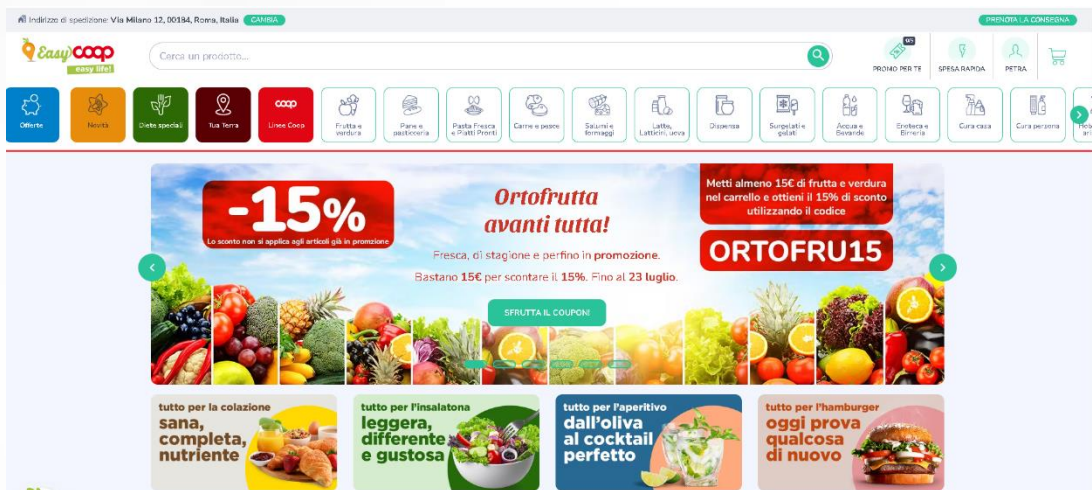 Indirizzo di spedizione: Via Milano 12, 00184, Roma, Italia CAMBIA
PRENOTA LA CONSEGNA
Easy coop
easy life!
Cerca un prodotto...
PROMO PER TE
SPESA RAPIDA
PETRA
Offerte
Novità
Diete speciali
Tua Terra
coop
Linee Coop
Frutta e
verdura
Pane e
pasticceria
Pasta Fresca
e Piatti Pronti
Carne e pesce
Salumi e
formaggi
Latte,
Latticini, uova
Dispensa
Surgelati e
gelati
Acqua e
Bevande
Enoteca e
Birreria
Cura casa
Cura persona
-15%
Lo sconto non si applica agli articoli già in promozione
Ortofrutta
avanti tutta!
Fresca, di stagione e perfino in promozione.
Bastano 15€ per scontare il 15%. Fino al 23 luglio.
SFRUTTA IL COUPON!
Metti almeno 15€ di frutta e verdura
nel carrello e ottieni il 15% di sconto
utilizzando il codice
ORTOFRU15
tutto per la colazione
sana,
completa,
nutriente
tutto per l'insalatona
leggera,
differente
e gustosa
tutto per l'aperitivo
dall'oliva
al cocktail
perfetto
tutto per l'hamburger
oggi prova
qualcosa
di nuovo